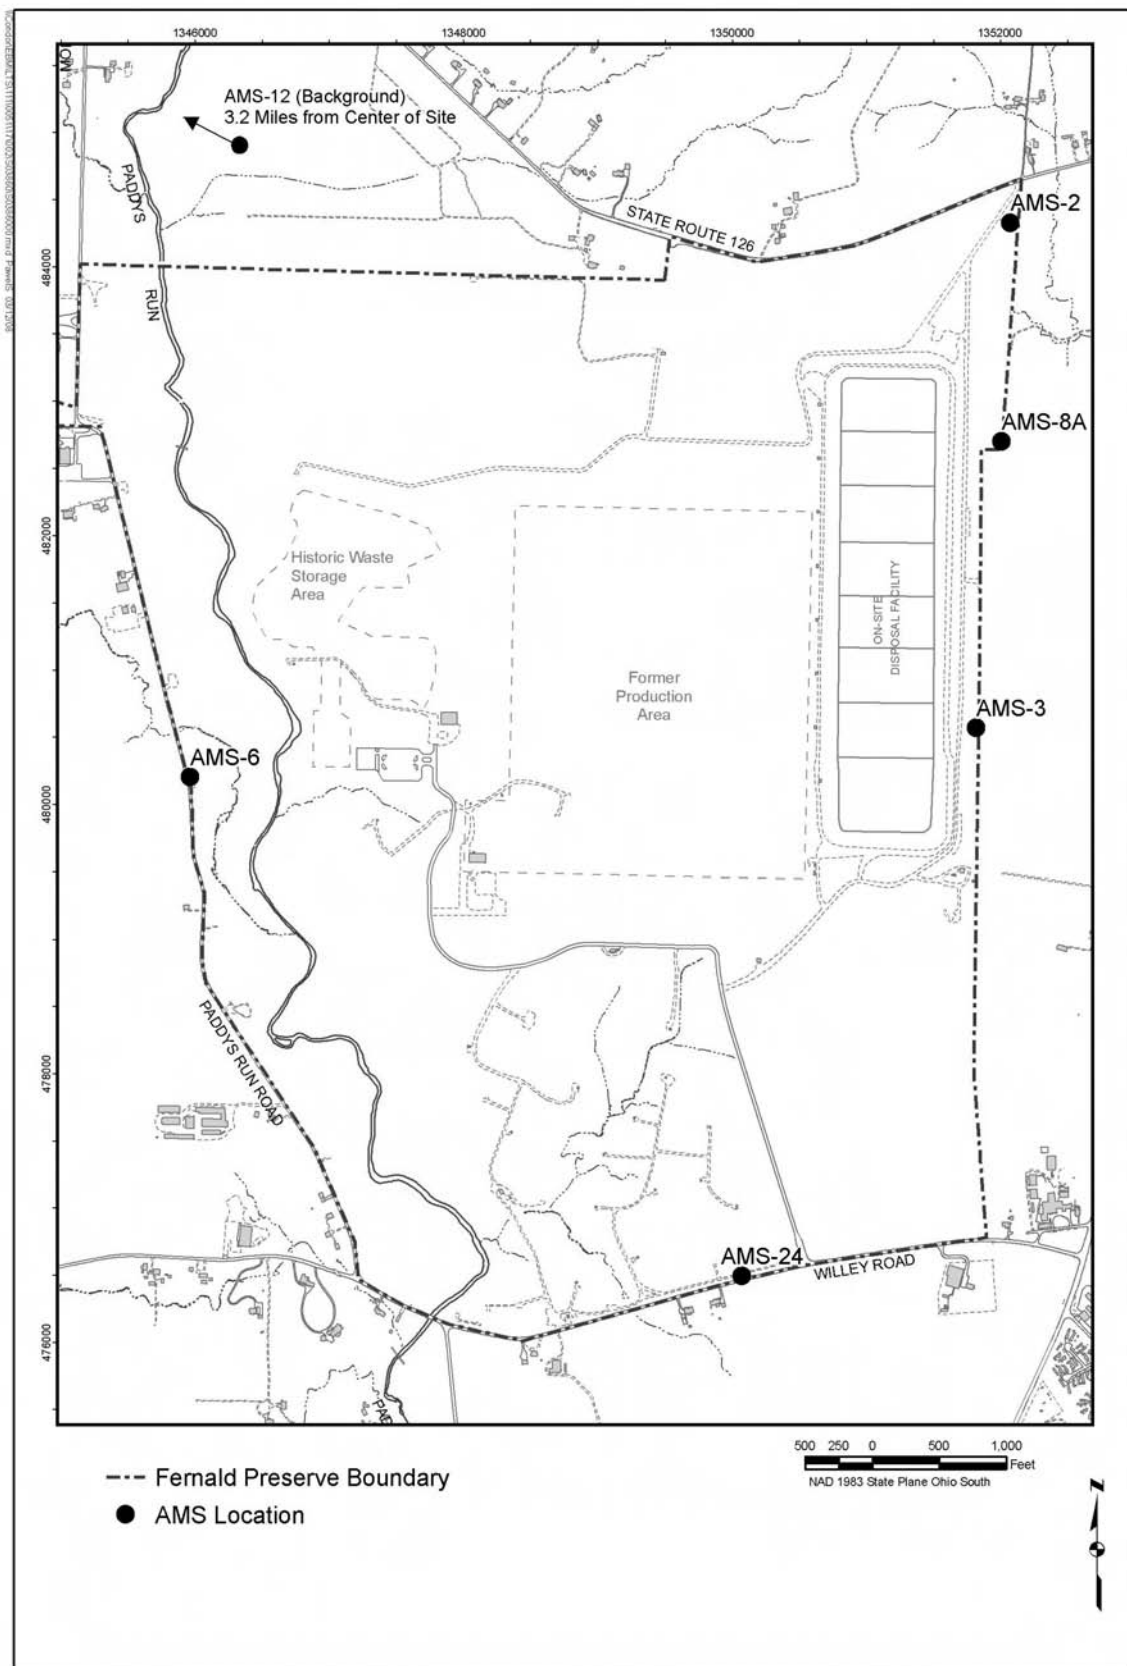 1346000
1348000
1350000
1352000
AMS-12 (Background)
3.2 Miles from Center of Site
PADDYS
RUN
STATE ROUTE 126
AMS-2
484000
AMS-8A
482000
Historic Waste
Storage
Area
ON-SITE
DISPOSAL FACILITY
Former
Production
Area
AMS-3
AMS-6
480000
PADDYS RUN ROAD
478000
AMS-24
WILLEY ROAD
476000
PAD
Fernald Preserve Boundary
AMS Location
500 250 0 500 1,000
Feet
NAD 1983 State Plane Ohio South